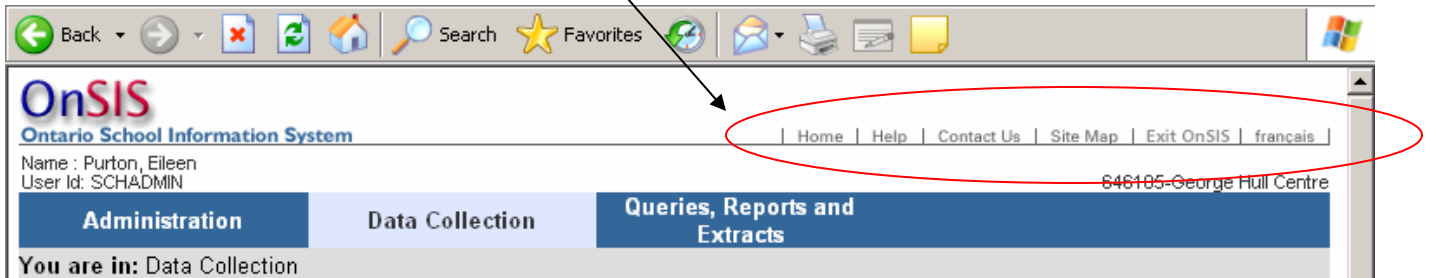 Back Search Favorites
OnSIS
Ontario School Information System
| Home | Help | Contact Us | Site Map | Exit OnSIS | français |
Name : Purton, Eileen
User Id: SCHADMIN 646105-George Hull Centre
Administration Data Collection Queries, Reports and
Extracts
You are in: Data Collection